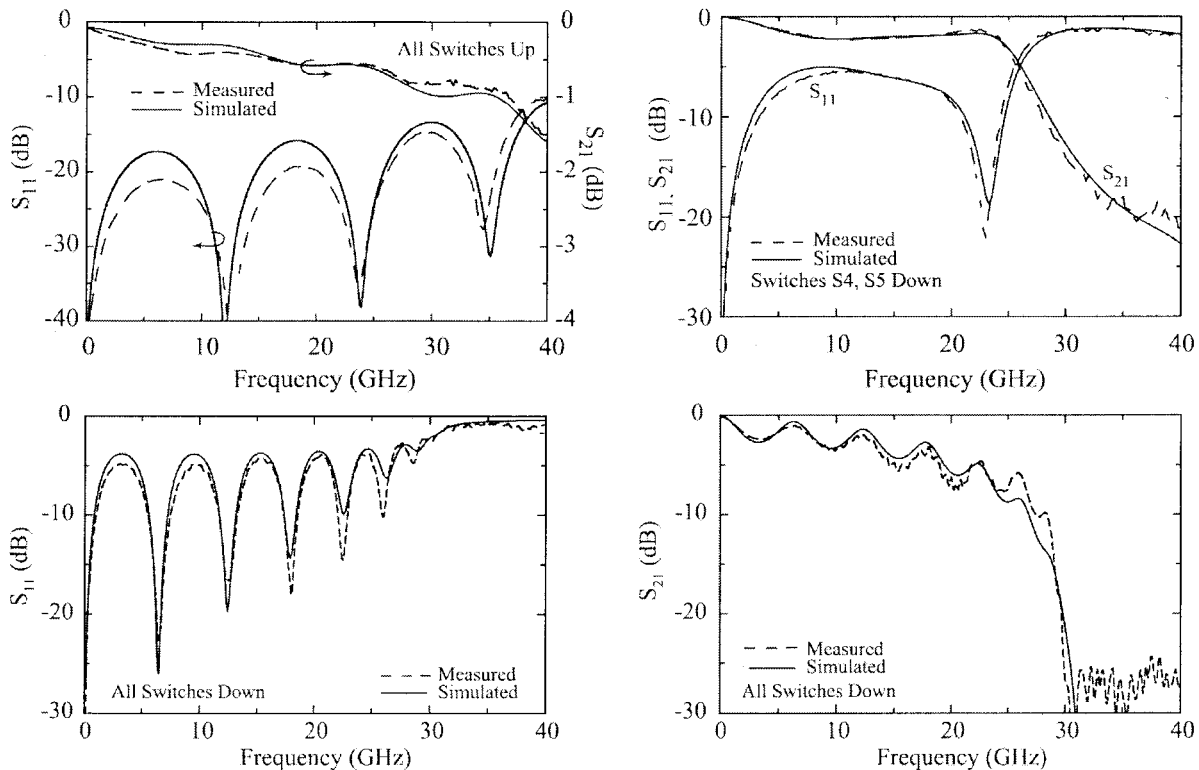 All Switches Up
Measured
Simulated
S11 (dB)
S21 (dB)
0
-10
-20
-30
-40
0
-1
-2
-3
-4
0 10 20 30 40
Frequency (GHz)
S11
S21
Measured
Simulated
Switches S4, S5 Down
S11, S21 (dB)
0
-10
-20
-30
0 10 20 30 40
Frequency (GHz)
Measured
Simulated
All Switches Down
S11 (dB)
0
-10
-20
-30
0 10 20 30 40
Frequency (GHz)
Measured
Simulated
All Switches Down
S21 (dB)
0
-10
-20
-30
0 10 20 30 40
Frequency (GHz)